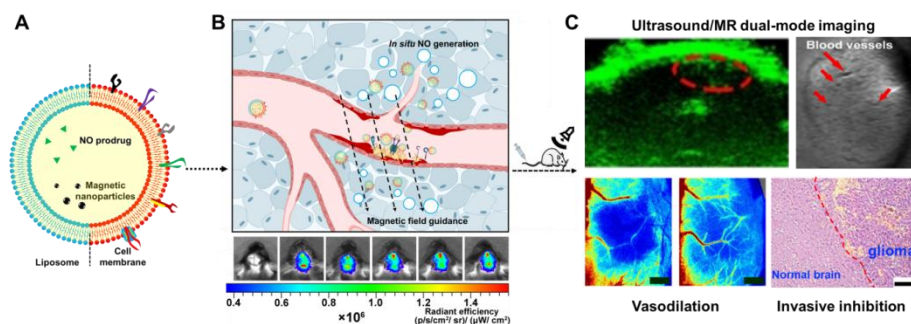 A
NO prodrug
Magnetic
nanoparticles
Liposome
Cell
membrane
B
In situ NO generation
Magnetic field guidance
0.4
0.6
0.8
1.0
1.2
1.4
×10⁶
Radiant efficiency
(p/s/cm²/ sr)/ (μW/ cm²)
C
Ultrasound/MR dual-mode imaging
Blood vessels
Normal brain
glioma
Vasodilation
Invasive inhibition